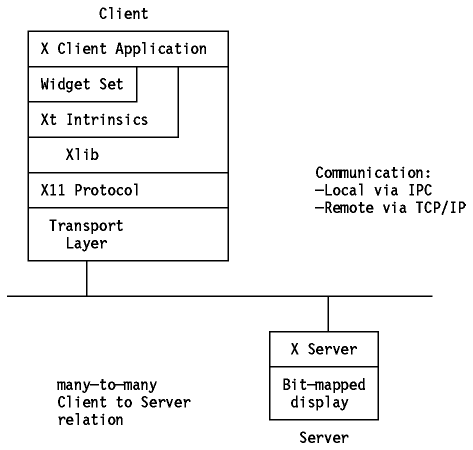 Client
X Client Application
Widget Set
Xt Intrinsics
Xlib
X11 Protocol
Transport
Layer
Communication:
—Local via IPC
—Remote via TCP/IP
X Server
Bit—mapped
display
Server
many—to—many
Client to Server
relation